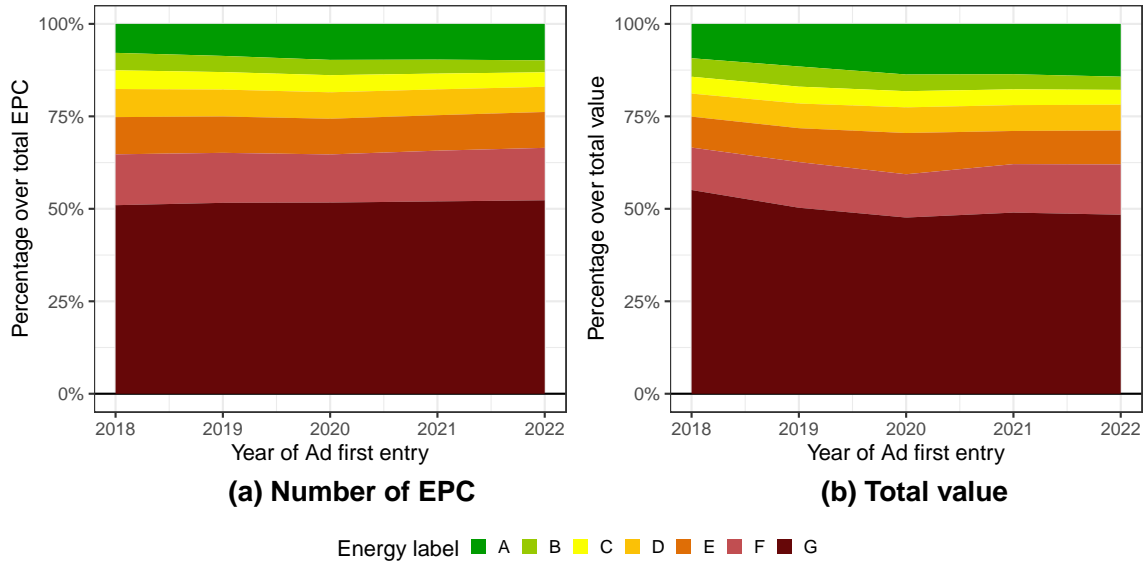 Percentage over total EPC
100%
75%
50%
25%
0%
2018 2019 2020 2021 2022
Year of Ad first entry
(a) Number of EPC
Percentage over total value
100%
75%
50%
25%
0%
2018 2019 2020 2021 2022
Year of Ad first entry
(b) Total value
Energy label A B C D E F G